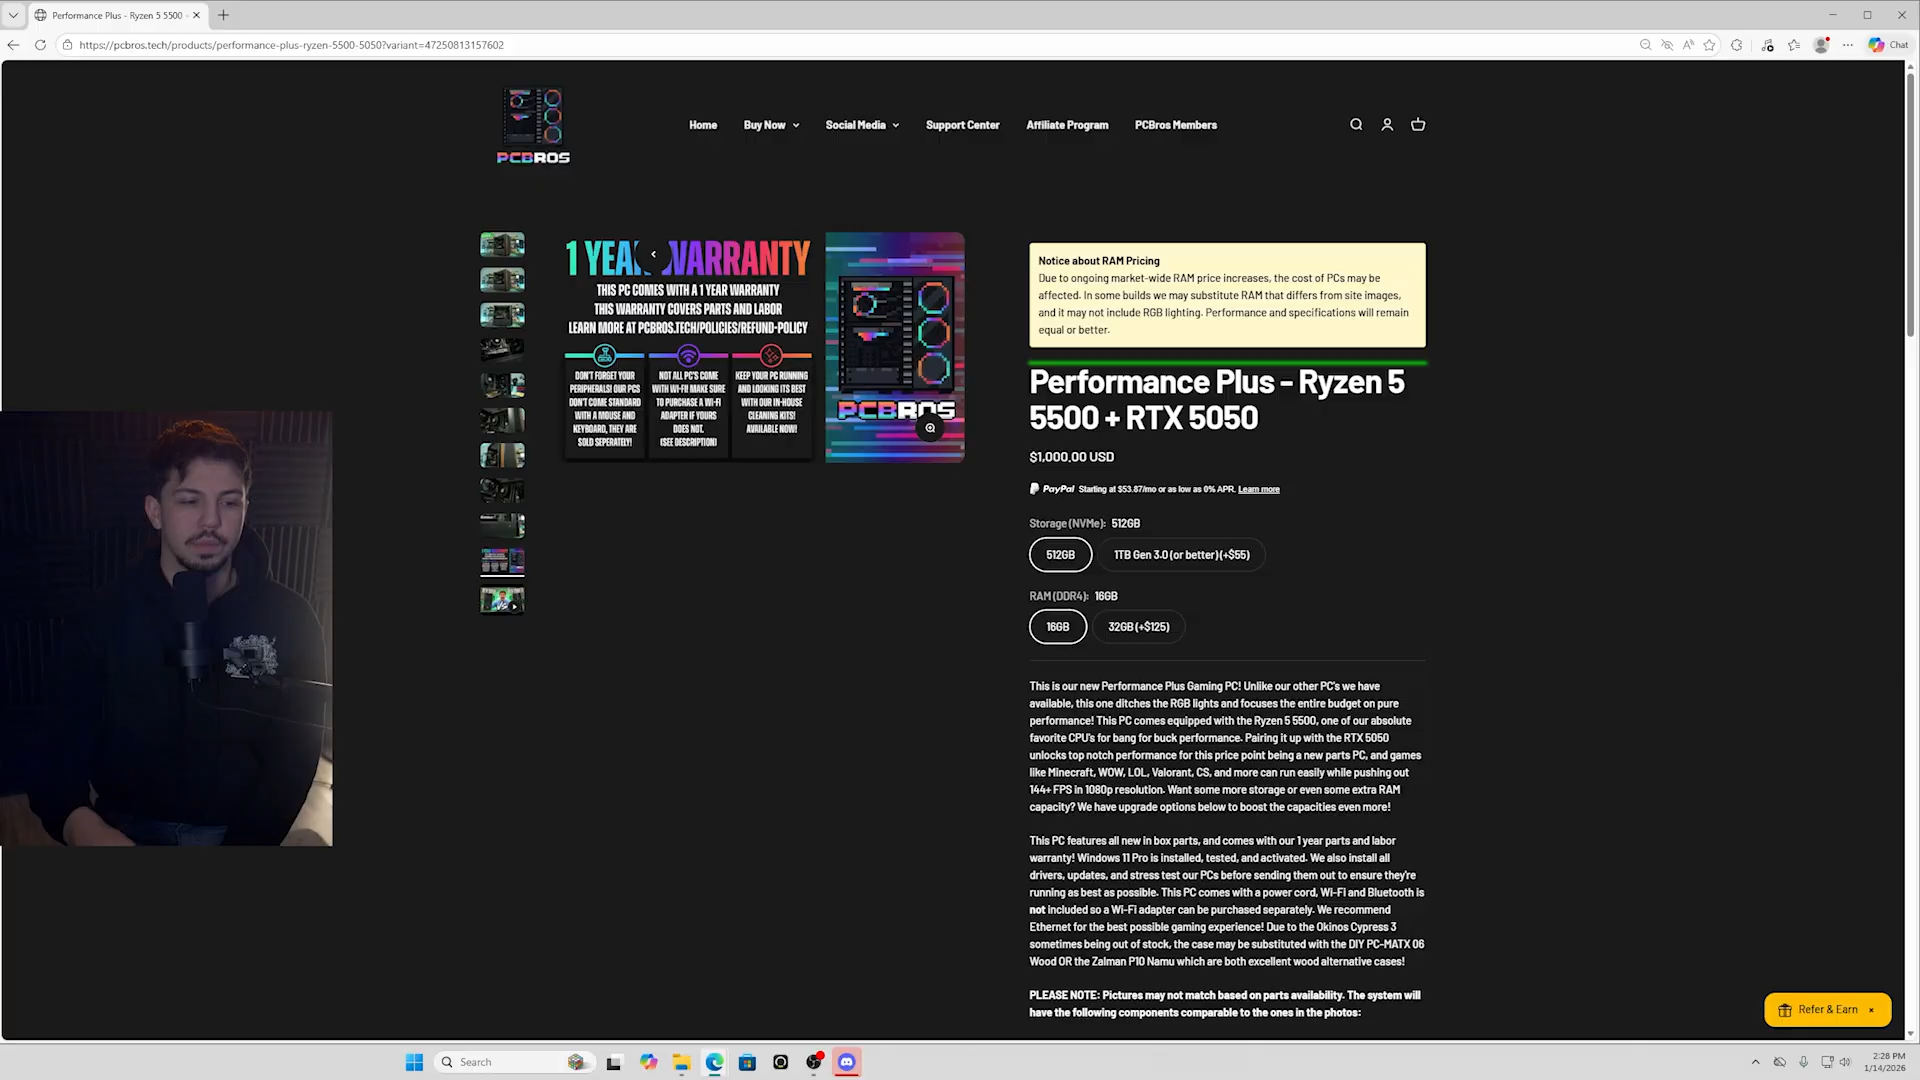 Performance Plus - Ryzen 5 5500
https://pcbros.tech/products/performance-plus-ryzen-5500-5050?variant=47250813157602
Chat
PCBROS
Home
Buy Now
Social Media
Support Center
Affiliate Program
PCBros Members
1 YEAR WARRANTY
THIS PC COMES WITH A 1 YEAR WARRANTY
THIS WARRANTY COVERS PARTS AND LABOR
LEARN MORE AT PCBROS.TECH/POLICIES/REFUND-POLICY
DON'T FORGET YOUR
PERIPHERALS! OUR PCS
DON'T COME STANDARD
WITH A MOUSE AND
KEYBOARD, THEY ARE
SOLD SEPERATELY!
NOT ALL PC'S COME
WITH WI-FI! MAKE SURE
TO PURCHASE A WI-FI
ADAPTER IF YOURS
DOES NOT.
(SEE DESCRIPTION)
KEEP YOUR PC RUNNING
AND LOOKING ITS BEST
WITH OUR IN-HOUSE
CLEANING KITS!
AVAILABLE NOW!
PCBROS
Notice about RAM Pricing
Due to ongoing market-wide RAM price increases, the cost of PCs may be
affected. In some builds we may substitute RAM that differs from site images,
and it may not include RGB lighting. Performance and specifications will remain
equal or better.
Performance Plus - Ryzen 5
5500 + RTX 5050
$1,000.00 USD
PayPal Starting at $53.87/mo or as low as 0% APR. Learn more
Storage (NVMe): 512GB
512GB
1TB Gen 3.0 (or better) (+$55)
RAM (DDR4): 16GB
16GB
32GB (+$125)
This is our new Performance Plus Gaming PC! Unlike our other PC's we have
available, this one ditches the RGB lights and focuses the entire budget on pure
performance! This PC comes equipped with the Ryzen 5 5500, one of our absolute
favorite CPU's for bang for buck performance. Pairing it up with the RTX 5050
unlocks top notch performance for this price point being a new parts PC, and games
like Minecraft, WOW, LOL, Valorant, CS, and more can run easily while pushing out
144+ FPS in 1080p resolution. Want some more storage or even some extra RAM
capacity? We have upgrade options below to boost the capacities even more!
This PC features all new in box parts, and comes with our 1 year parts and labor
warranty! Windows 11 Pro is installed, tested, and activated. We also install all
drivers, updates, and stress test our PCs before sending them out to ensure they're
running as best as possible. This PC comes with a power cord, Wi-Fi and Bluetooth is
not included so a Wi-Fi adapter can be purchased separately. We recommend
Ethernet for the best possible gaming experience! Due to the Okinos Cypress 3
sometimes being out of stock, the case may be substituted with the DIY PC-MATX 06
Wood OR the Zalman P10 Namu which are both excellent wood alternative cases!
PLEASE NOTE: Pictures may not match based on parts availability. The system will
have the following components comparable to the ones in the photos:
Refer & Earn
Search
2:28 PM
1/14/2026